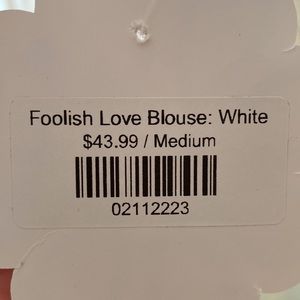 Foolish Love Blouse: White
$43.99 / Medium
02112223